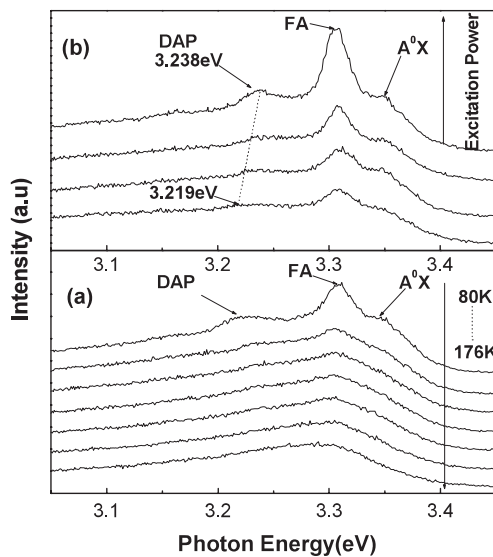 (b)
DAP
3.238eV
FA
A⁰X
Excitation Power
3.219eV
3.1 3.2 3.3 3.4
Intensity (a.u)
(a)
DAP
FA
A⁰X
80K
176K
3.1 3.2 3.3 3.4
Photon Energy(eV)